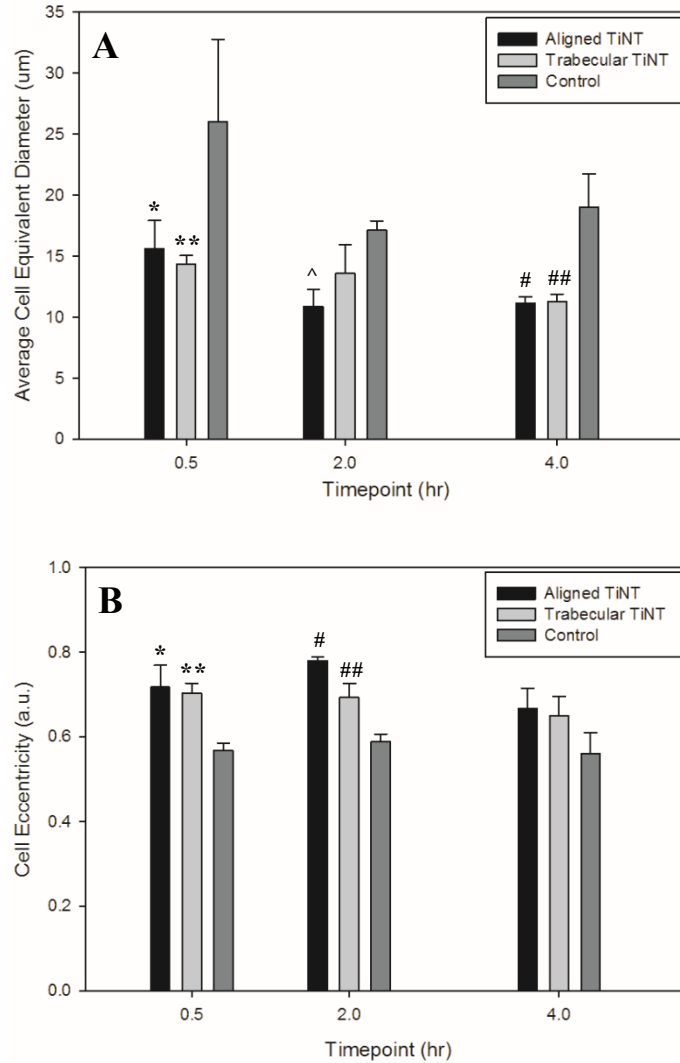 A
Aligned TiNT
Trabecular TiNT
Control
Average Cell Equivalent Diameter (um)
35
30
25
20
15
10
5
0
*
**
^
#
##
0.5
2.0
4.0
Timepoint (hr)
B
Aligned TiNT
Trabecular TiNT
Control
Cell Eccentricity (a.u.)
1.0
0.8
0.6
0.4
0.2
0.0
*
**
#
##
0.5
2.0
4.0
Timepoint (hr)